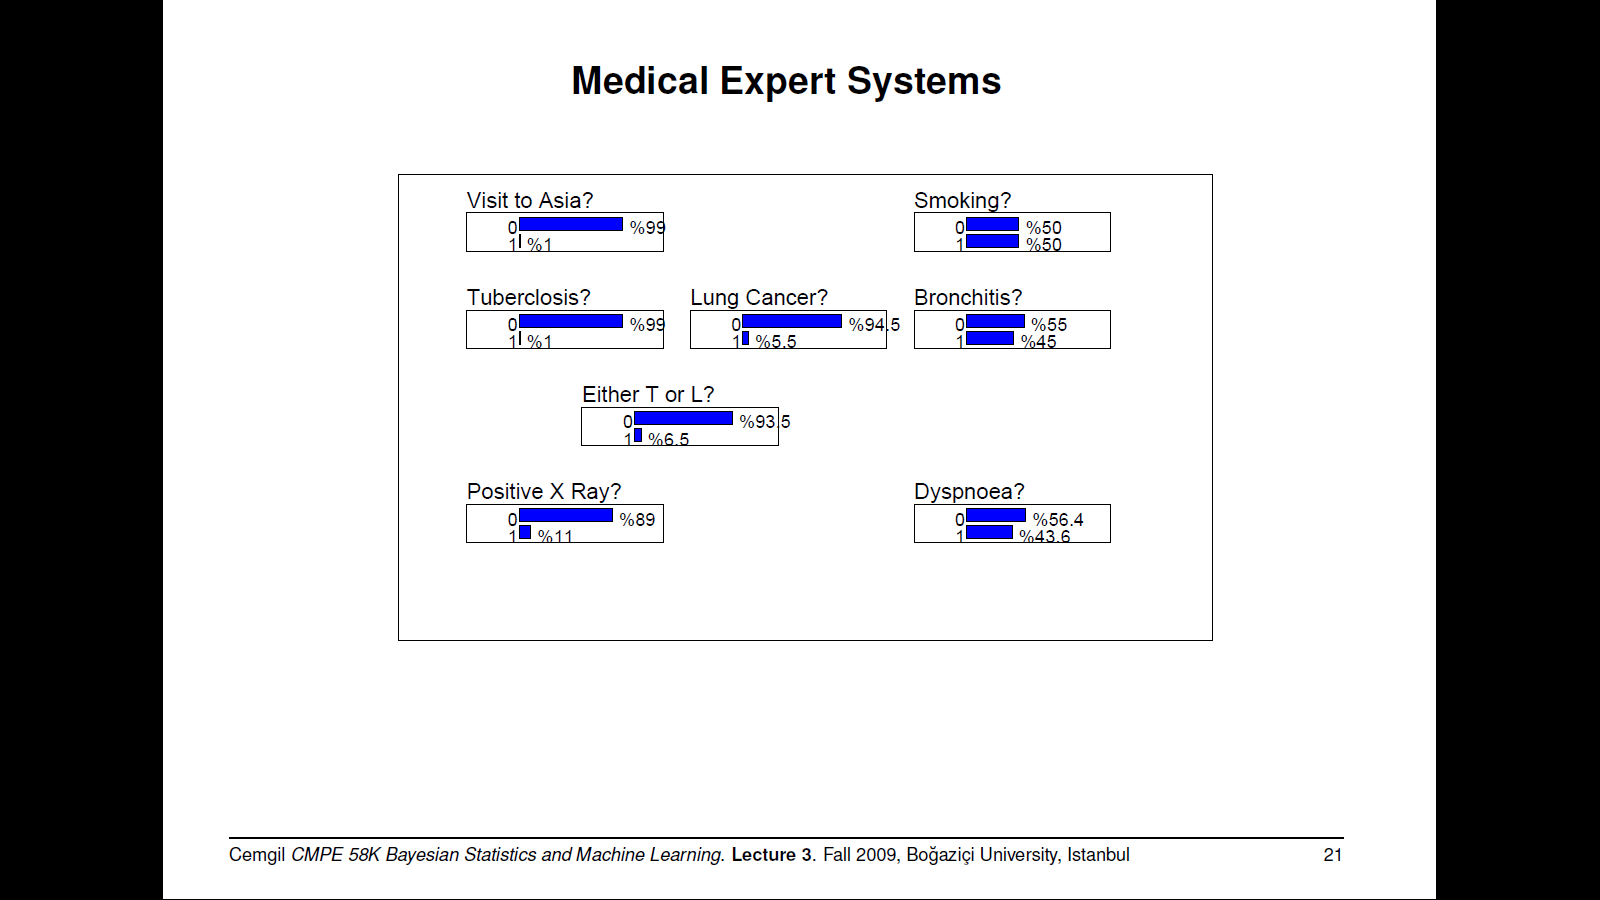 Medical Expert Systems
Visit to Asia?
0 %99
1 %1
Smoking?
0 %50
1 %50
Tuberclosis?
0 %99
1 %1
Lung Cancer?
0 %94.5
1 %5.5
Bronchitis?
0 %55
1 %45
Either T or L?
0 %93.5
1 %6.5
Positive X Ray?
0 %89
1 %11
Dyspnoea?
0 %56.4
1 %43.6
Cemgil CMPE 58K Bayesian Statistics and Machine Learning. Lecture 3. Fall 2009, Boğaziçi University, Istanbul 21